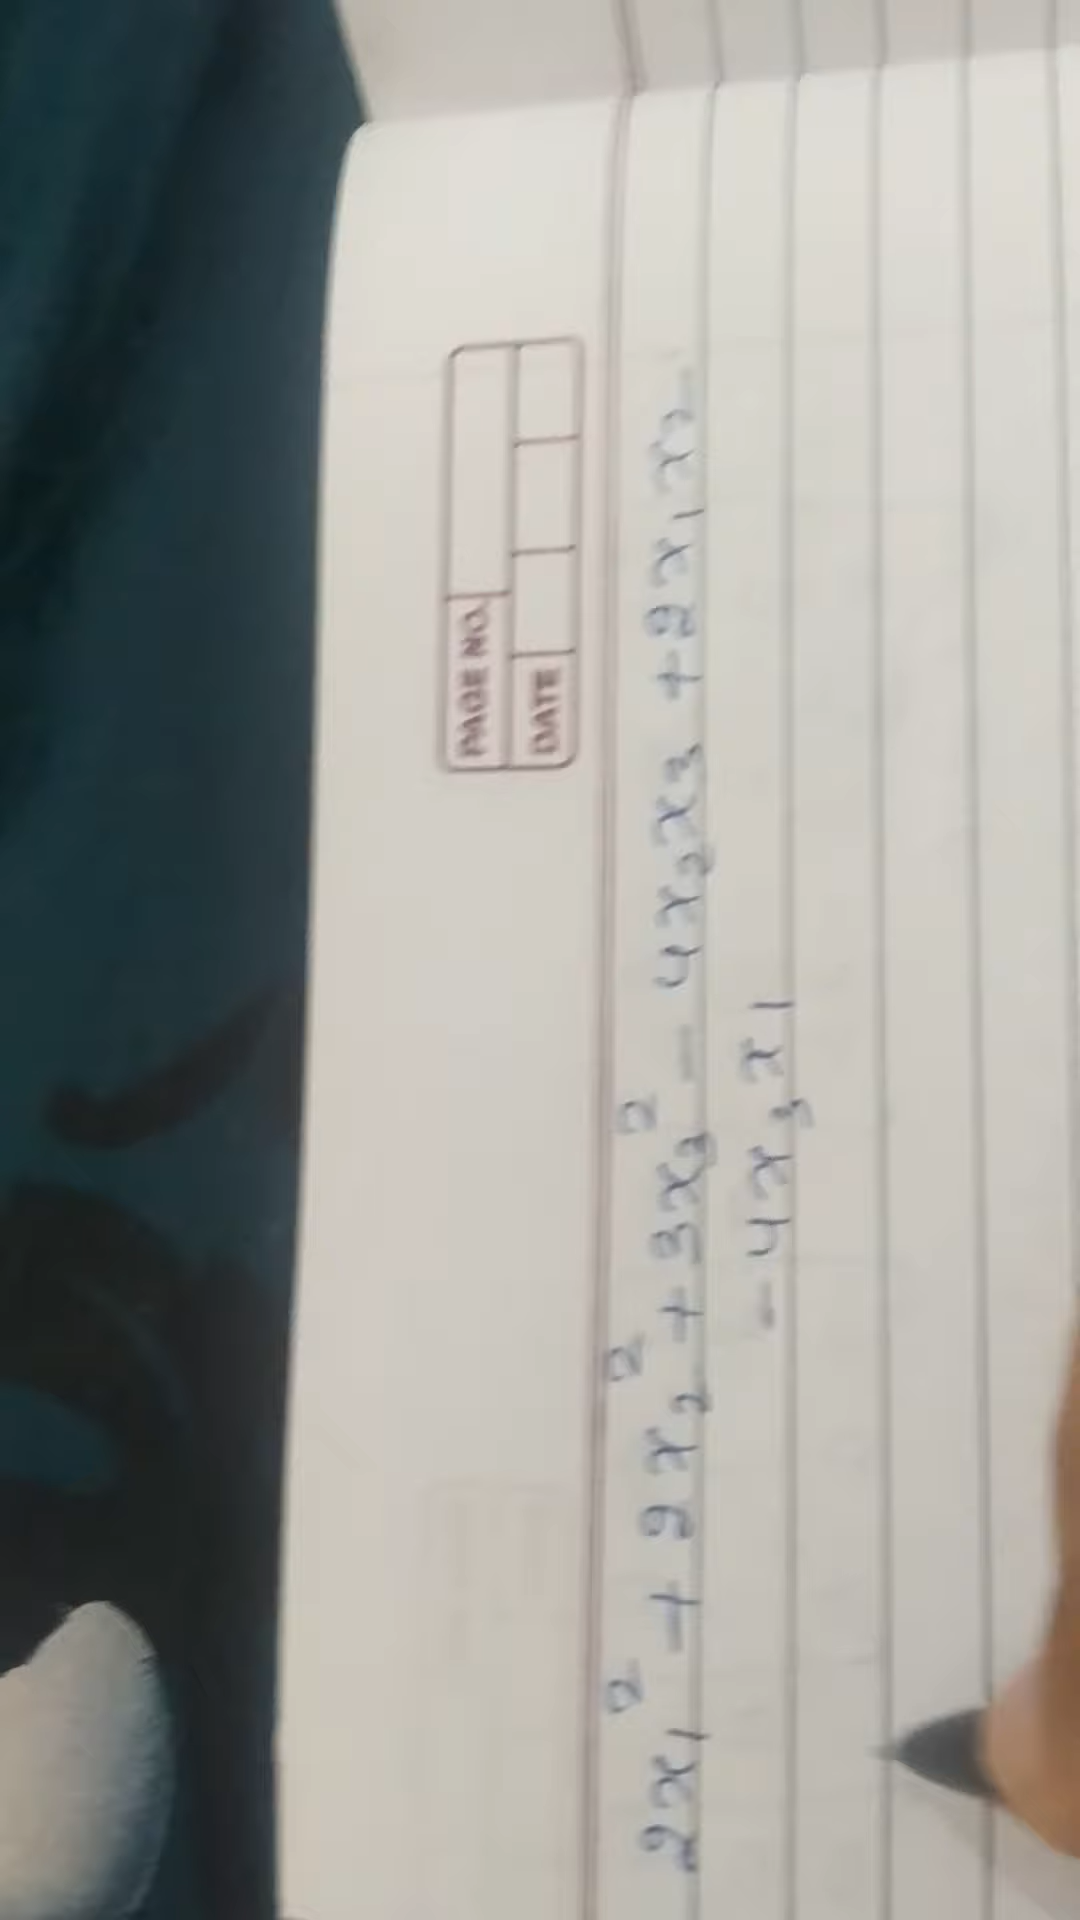 PAGE NO.
DATE
2x₁² + 2x₂² + 3x₃² - 4x₂x₃ + 2x₁x₂
- 4x₃x₁